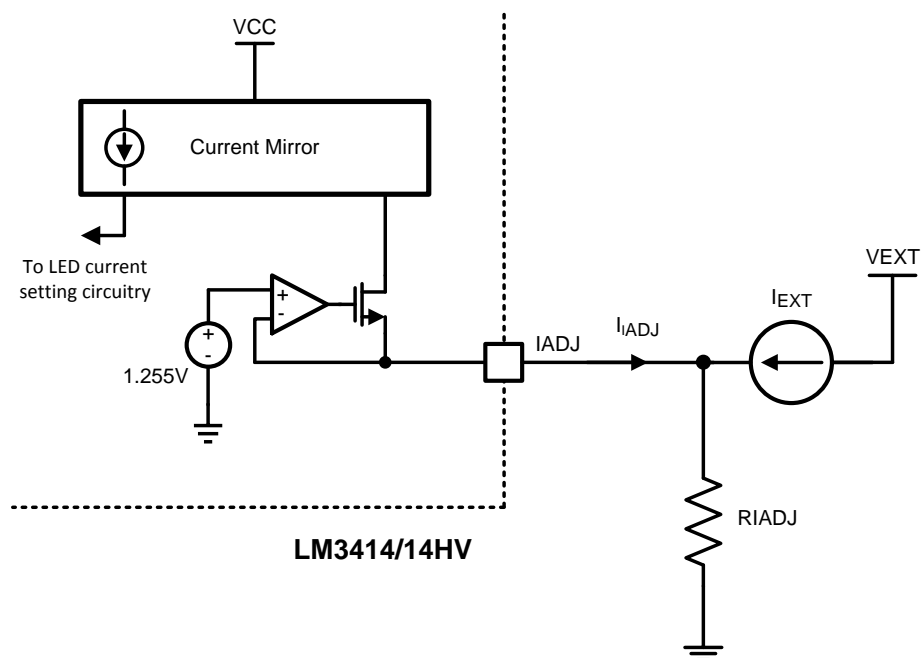 VCC
Current Mirror
To LED current
setting circuitry
+
-
+
-
1.255V
IADJ
IIADJ
IEXT
VEXT
RIADJ
LM3414/14HV